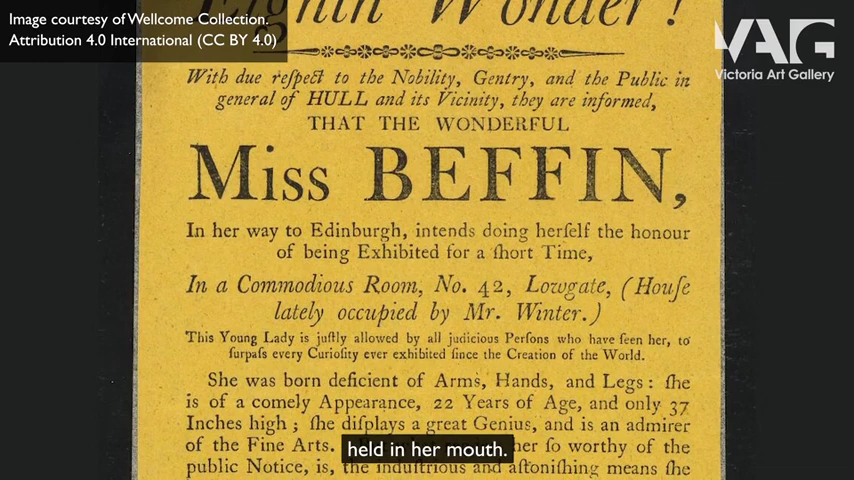 Image courtesy of Wellcome Collection.
Attribution 4.0 International (CC BY 4.0)
VAG
Victoria Art Gallery
Eighth Wonder!
With due reſpect to the Nobility, Gentry, and the Public in
general of HULL and its Vicinity, they are informed,
THAT THE WONDERFUL
Miss BEFFIN,
In her way to Edinburgh, intends doing herſelf the honour
of being Exhibited for a ſhort Time,
In a Commodious Room, No. 42, Lowgate, (Houſe
lately occupied by Mr. Winter.)
This Young Lady is juſtly allowed by all judicious Perſons who have ſeen her, to
ſurpaſs every Curioſity ever exhibited ſince the Creation of the World.
She was born deficient of Arms, Hands, and Legs: ſhe
is of a comely Appearance, 22 Years of Age, and only 37
Inches high; ſhe diſplays a great Genius, and is an admirer
of the Fine Arts. her ſo worthy of the
held in her mouth.
public Notice, is, the induſtrious and aſtoniſhing means ſhe